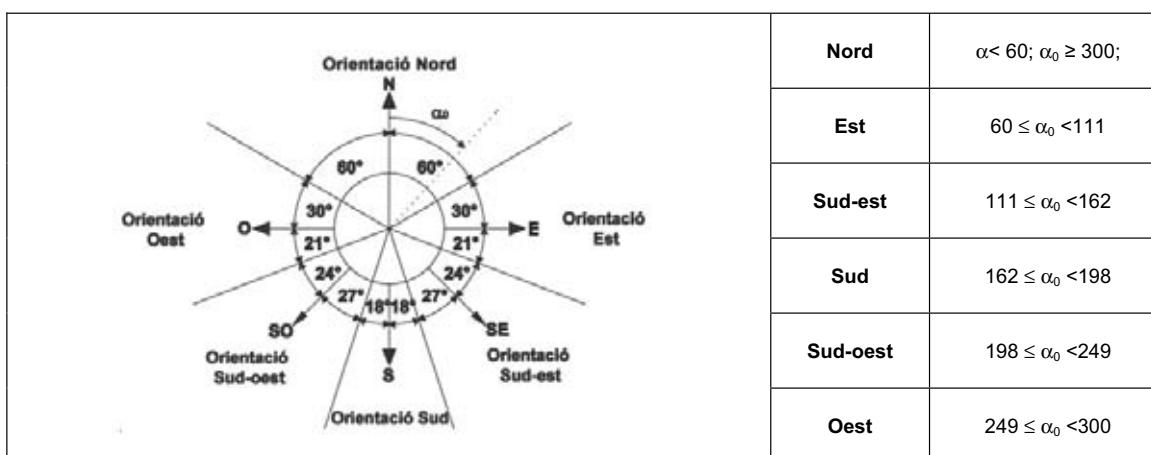 Orientació Nord
N
α₀
60°
60°
30°
30°
Orientació
Oest
O
E
Orientació
Est
21°
21°
24°
24°
27°
18°
18°
27°
SO
SE
Orientació
Sud-oest
S
Orientació
Sud-est
Orientació Sud
Nord
α< 60; α₀ ≥ 300;
Est
60 ≤ α₀ <111
Sud-est
111 ≤ α₀ <162
Sud
162 ≤ α₀ <198
Sud-oest
198 ≤ α₀ <249
Oest
249 ≤ α₀ <300